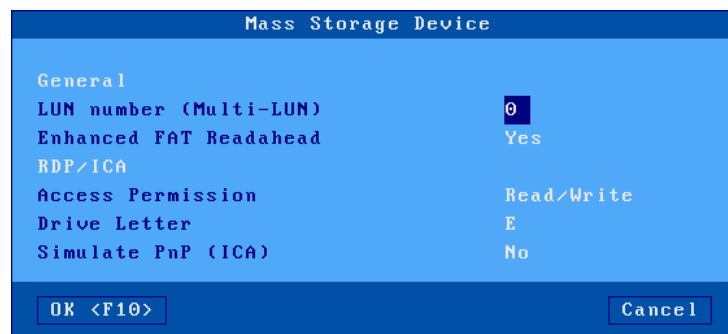 Mass Storage Device
General
LUN number (Multi-LUN) 0
Enhanced FAT Readahead Yes
RDP/ICA
Access Permission Read/Write
Drive Letter E
Simulate PnP (ICA) No
OK <F10> Cancel